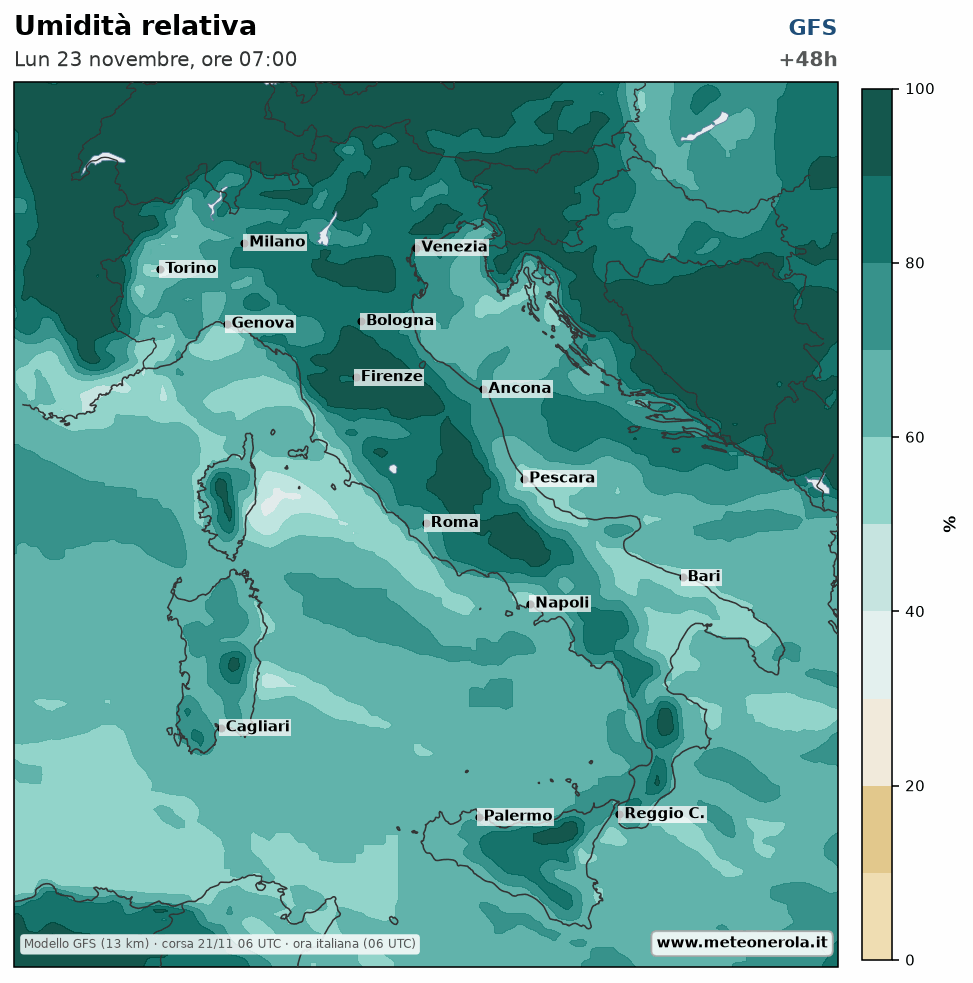 Umidità relativa
GFS
Lun 23 novembre, ore 07:00
+48h
100
80
60
40
20
0
%
Milano
Venezia
Torino
Genova
Bologna
Firenze
Ancona
Pescara
Roma
Bari
Napoli
Cagliari
Palermo
Reggio C.
Modello GFS (13 km) · corsa 21/11 06 UTC · ora italiana (06 UTC)
www.meteonerola.it